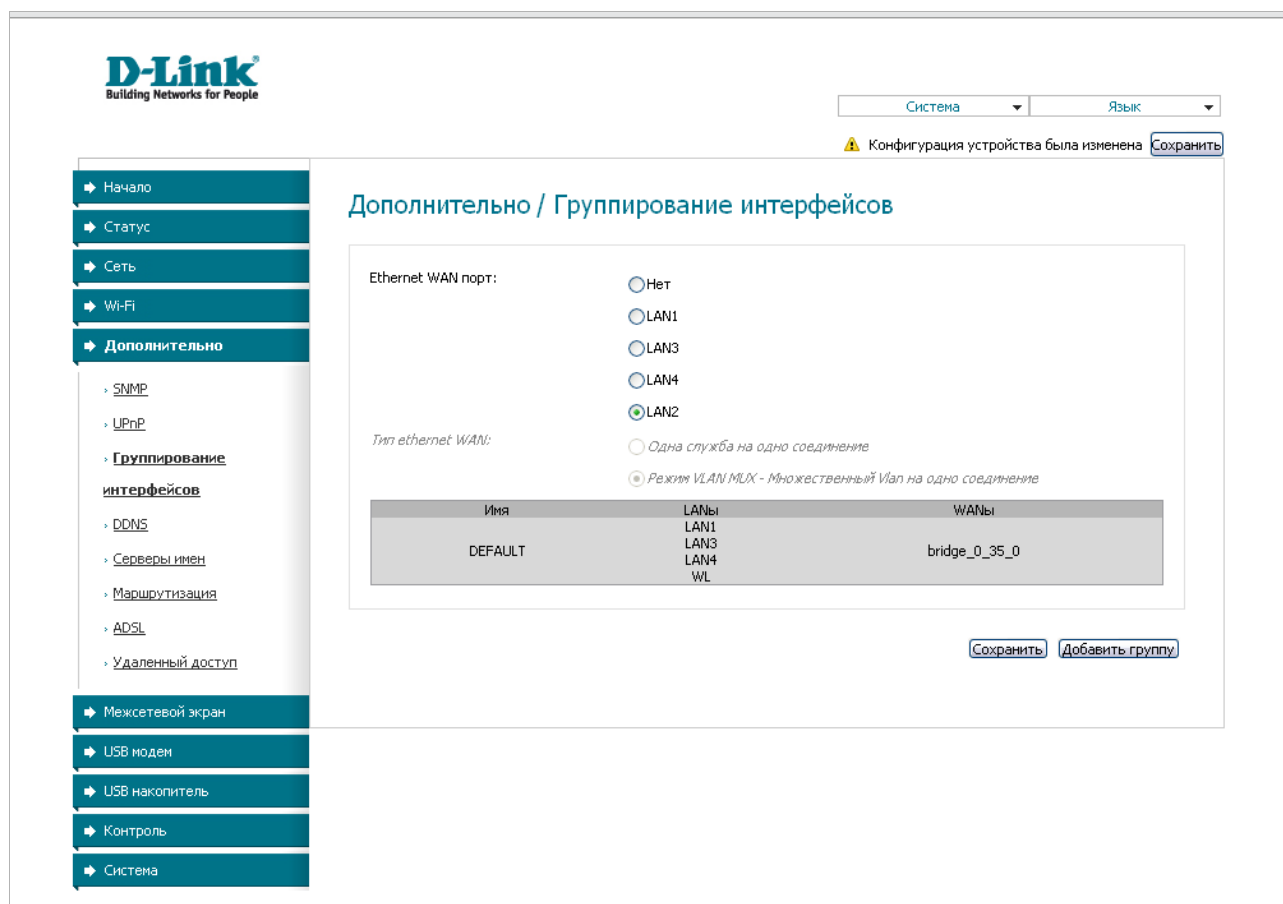 D-Link
Building Networks for People
Система
Язык
Конфигурация устройства была изменена Сохранить
Начало
Статус
Сеть
Wi-Fi
Дополнительно
SNMP
UPnP
Группирование
интерфейсов
DDNS
Серверы имен
Маршрутизация
ADSL
Удаленный доступ
Межсетевой экран
USB модем
USB накопитель
Контроль
Система
Дополнительно / Группирование интерфейсов
Ethernet WAN порт:
Нет
LAN1
LAN3
LAN4
LAN2
Тип ethernet WAN:
Одна служба на одно соединение
Режим VLAN MUX - Множественный Vlan на одно соединение
Имя LANы WANы
LAN1
LAN3
DEFAULT bridge_0_35_0
LAN4
WL
Сохранить Добавить группу